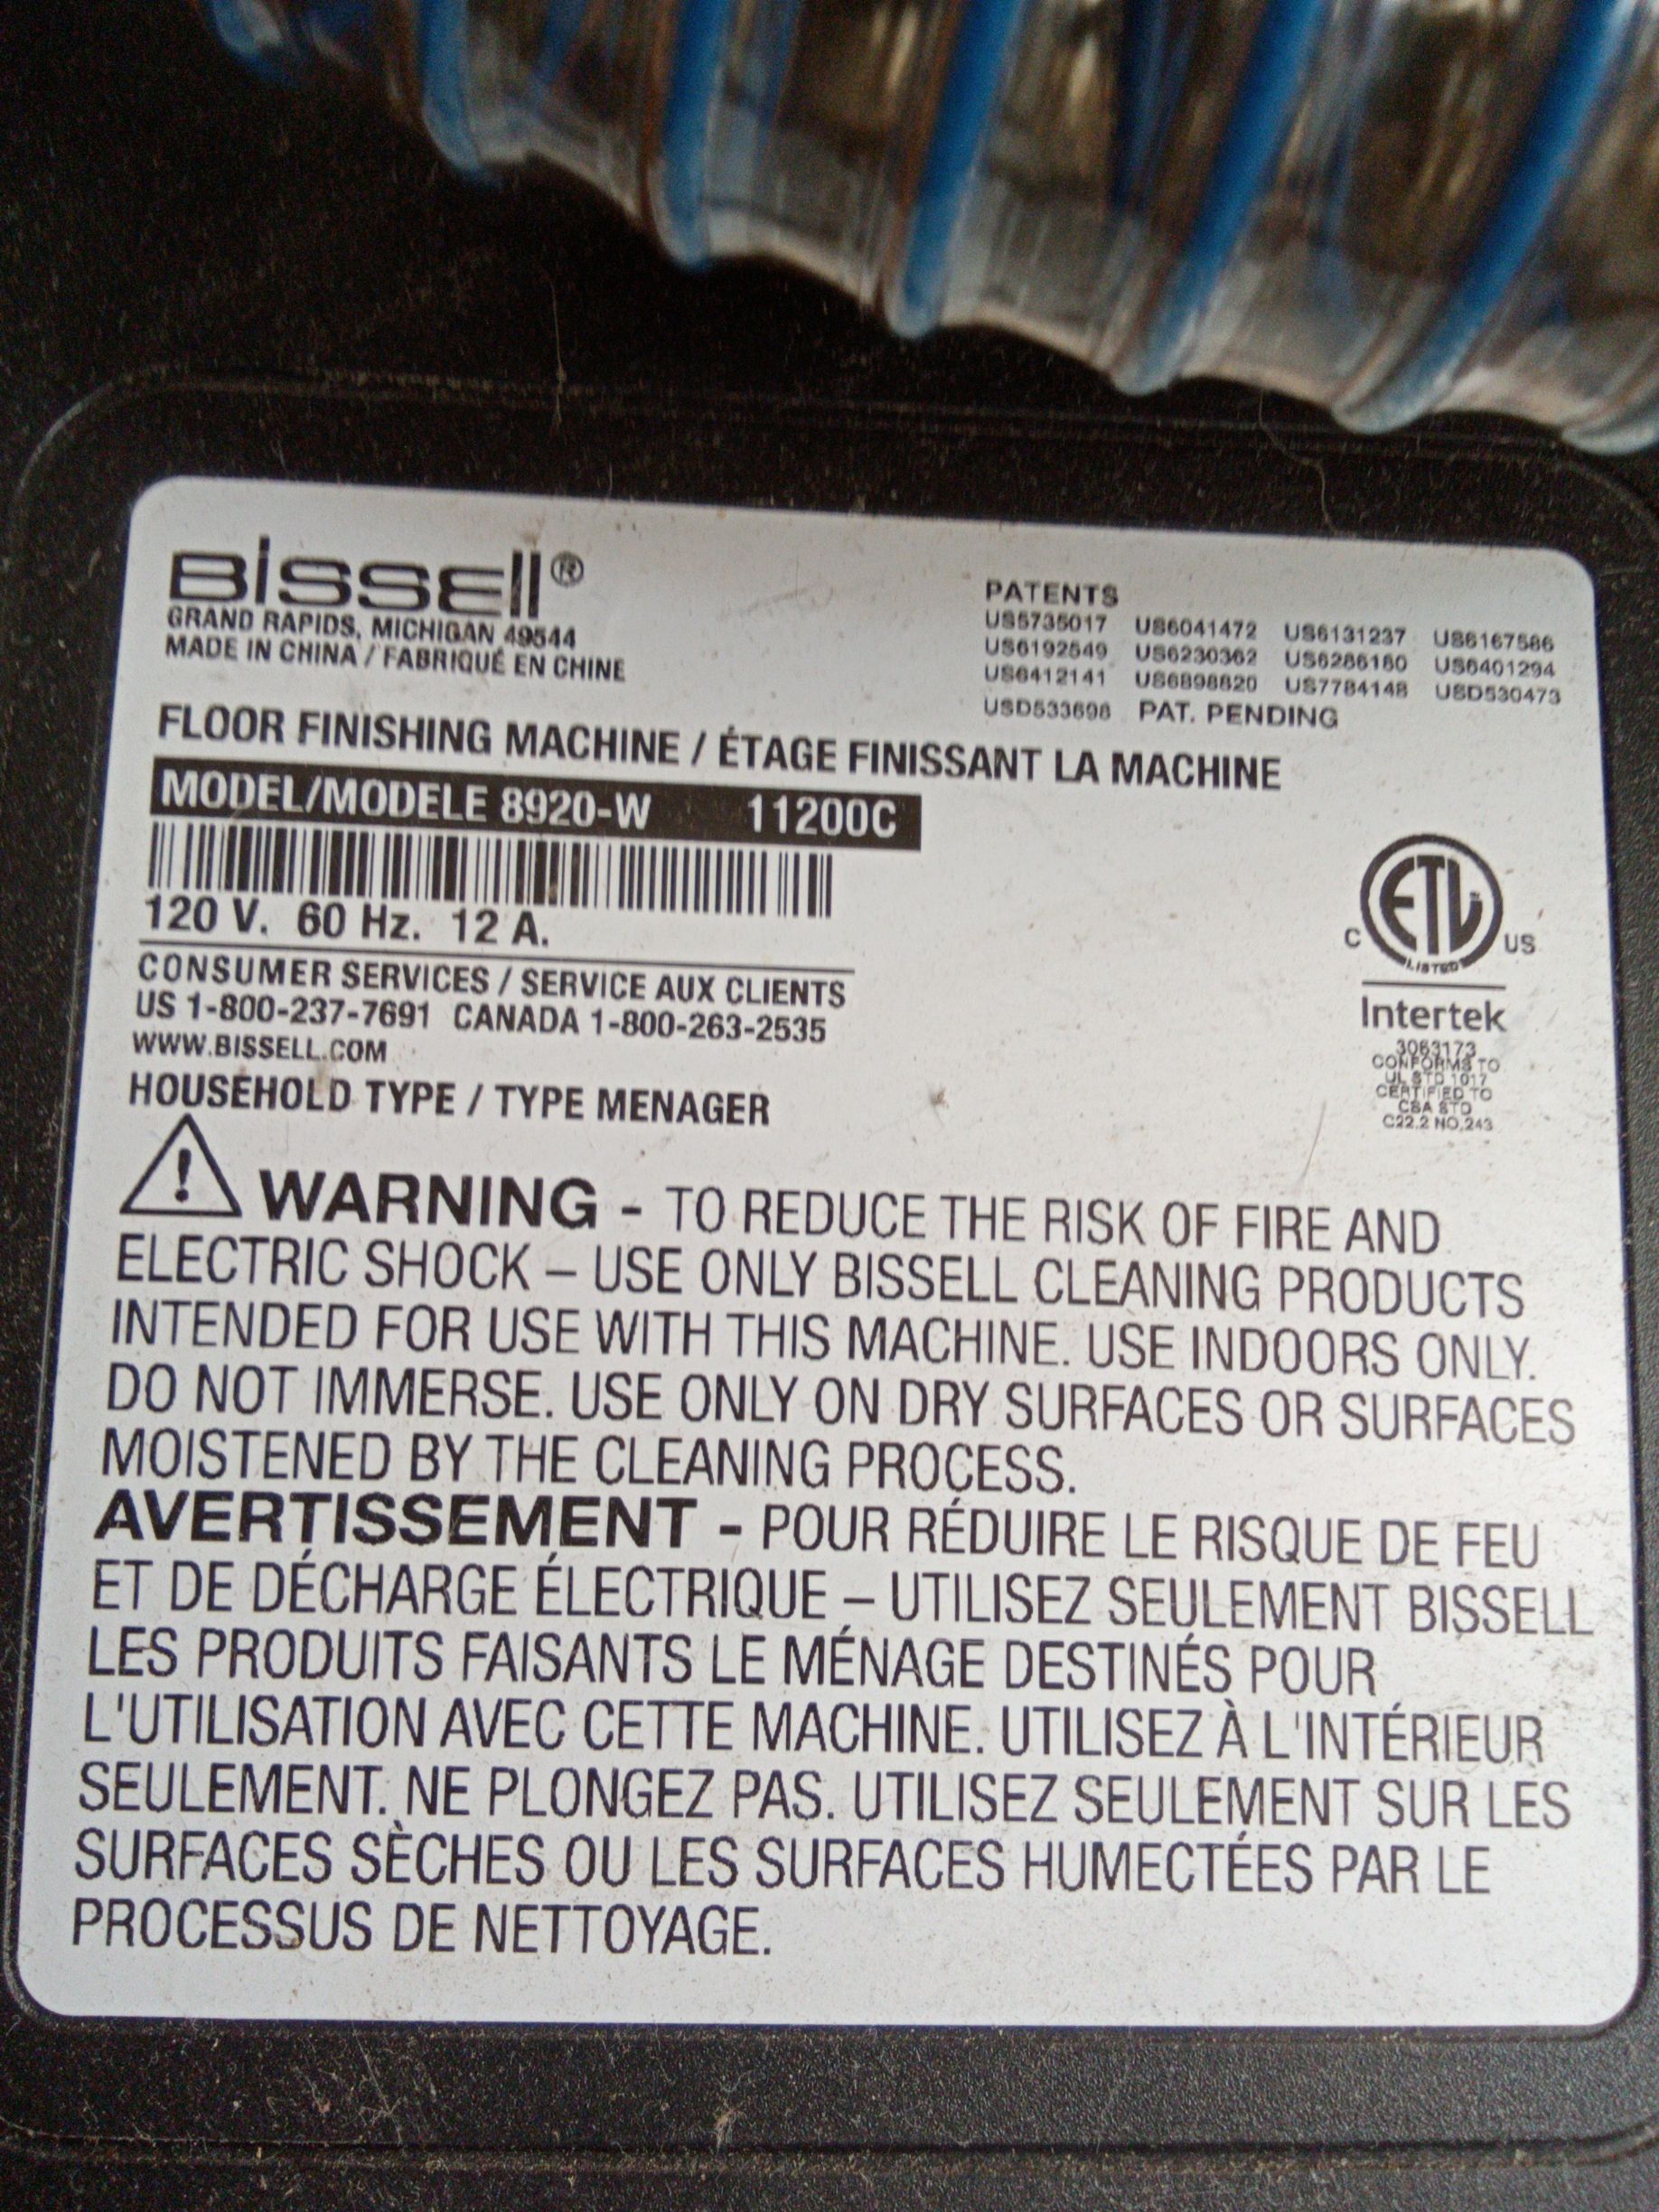 BISSELL®
GRAND RAPIDS, MICHIGAN 49544
MADE IN CHINA / FABRIQUÉ EN CHINE
PATENTS
US5735017 US6041472 US6131237 US6167586
US6192549 US6230362 US6286180 US6401294
US6412141 US6898820 US7784148 USD530473
USD533698 PAT. PENDING
FLOOR FINISHING MACHINE / ÉTAGE FINISSANT LA MACHINE
MODEL/MODELE 8920-W 11200C
120 V. 60 Hz. 12 A.
CONSUMER SERVICES / SERVICE AUX CLIENTS
US 1-800-237-7691 CANADA 1-800-263-2535
WWW.BISSELL.COM
HOUSEHOLD TYPE / TYPE MENAGER
ETL
C US
LISTED
Intertek
3063173
CONFORMS TO
UL STD 1017
CERTIFIED TO
CSA STD
C22.2 NO.243
WARNING - TO REDUCE THE RISK OF FIRE AND
ELECTRIC SHOCK – USE ONLY BISSELL CLEANING PRODUCTS
INTENDED FOR USE WITH THIS MACHINE. USE INDOORS ONLY.
DO NOT IMMERSE. USE ONLY ON DRY SURFACES OR SURFACES
MOISTENED BY THE CLEANING PROCESS.
AVERTISSEMENT - POUR RÉDUIRE LE RISQUE DE FEU
ET DE DÉCHARGE ÉLECTRIQUE – UTILISEZ SEULEMENT BISSELL
LES PRODUITS FAISANTS LE MÉNAGE DESTINÉS POUR
L'UTILISATION AVEC CETTE MACHINE. UTILISEZ À L'INTÉRIEUR
SEULEMENT. NE PLONGEZ PAS. UTILISEZ SEULEMENT SUR LES
SURFACES SÈCHES OU LES SURFACES HUMECTÉES PAR LE
PROCESSUS DE NETTOYAGE.